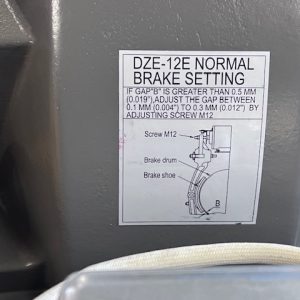 DZE-12E NORMAL
BRAKE SETTING
IF GAP"B" IS GREATER THAN 0.5 MM
(0.019"),ADJUST THE GAP BETWEEN
0.1 MM (0.004") TO 0.3 MM (0.012") BY
ADJUSTING SCREW M12
Screw M12
Brake drum
Brake shoe
B